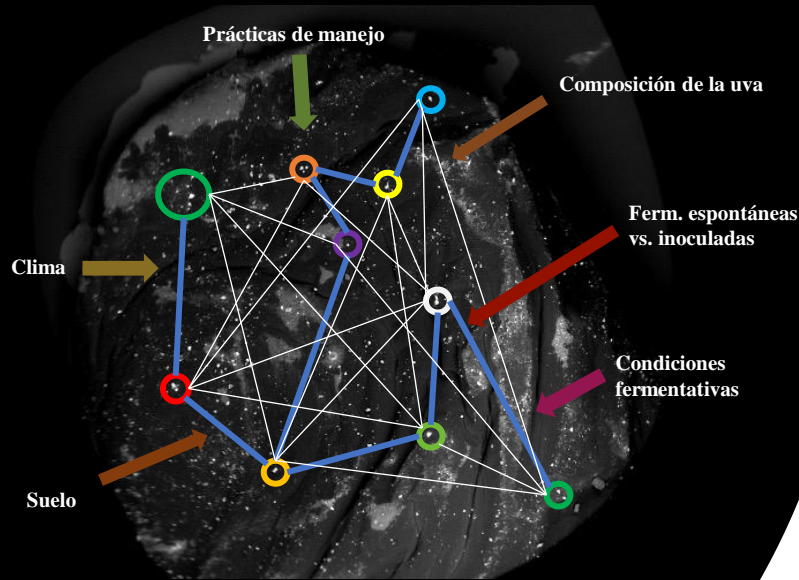 Prácticas de manejo
Composición de la uva
Ferm. espontáneas
vs. inoculadas
Clima
Condiciones
fermentativas
Suelo